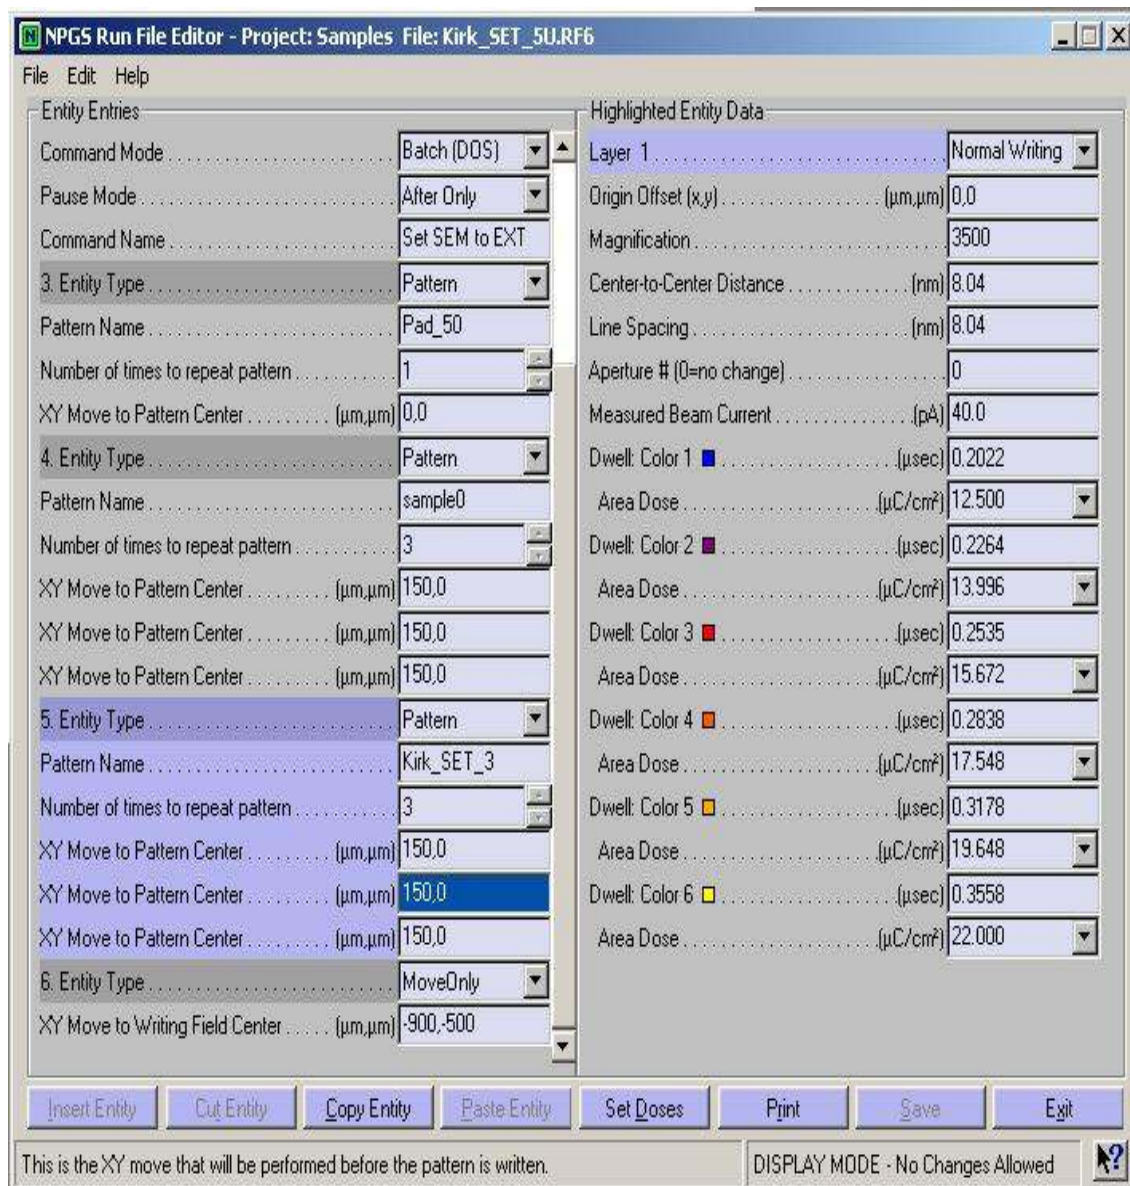 NPGS Run File Editor - Project: Samples File: Kirk_SET_5U.RF6
File Edit Help
Entity Entries
Command Mode Batch (DOS)
Pause Mode After Only
Command Name Set SEM to EXT
3. Entity Type Pattern
Pattern Name Pad_50
Number of times to repeat pattern 1
XY Move to Pattern Center (µm,µm) 0,0
4. Entity Type Pattern
Pattern Name sample0
Number of times to repeat pattern 3
XY Move to Pattern Center (µm,µm) 150,0
XY Move to Pattern Center (µm,µm) 150,0
XY Move to Pattern Center (µm,µm) 150,0
5. Entity Type Pattern
Pattern Name Kirk_SET_3
Number of times to repeat pattern 3
XY Move to Pattern Center (µm,µm) 150,0
XY Move to Pattern Center (µm,µm) 150,0
XY Move to Pattern Center (µm,µm) 150,0
6. Entity Type MoveOnly
XY Move to Writing Field Center (µm,µm) -900,-500
Highlighted Entity Data
Layer 1 Normal Writing
Origin Offset (x,y) (µm,µm) 0,0
Magnification 3500
Center-to-Center Distance (nm) 8.04
Line Spacing (nm) 8.04
Aperture # (0=no change) 0
Measured Beam Current (pA) 40.0
Dwell: Color 1 (µsec) 0.2022
Area Dose (µC/cm²) 12.500
Dwell: Color 2 (µsec) 0.2264
Area Dose (µC/cm²) 13.996
Dwell: Color 3 (µsec) 0.2535
Area Dose (µC/cm²) 15.672
Dwell: Color 4 (µsec) 0.2838
Area Dose (µC/cm²) 17.548
Dwell: Color 5 (µsec) 0.3178
Area Dose (µC/cm²) 19.648
Dwell: Color 6 (µsec) 0.3558
Area Dose (µC/cm²) 22.000
Insert Entity Cut Entity Copy Entity Paste Entity Set Doses Print Save Exit
This is the XY move that will be performed before the pattern is written. DISPLAY MODE - No Changes Allowed